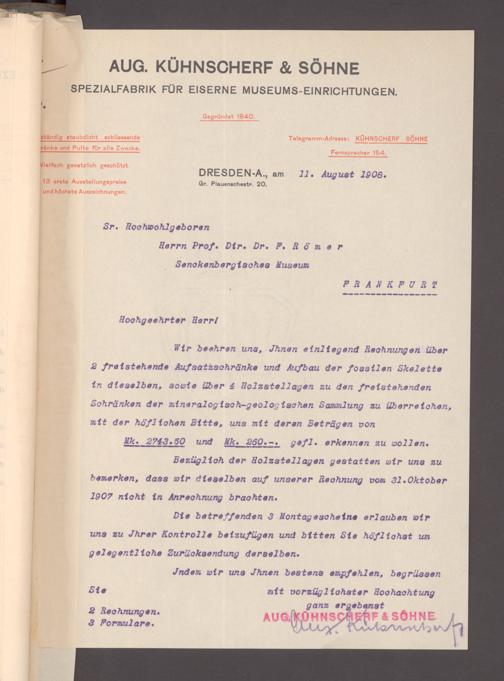 AUG. KÜHNSCHERF & SÖHNE
SPEZIALFABRIK FÜR EISERNE MUSEUMS-EINRICHTUNGEN.
Gegründet 1840.
ständig staubdicht schliessende
ränke und Pulte für alle Zwecke.
Vielfach gesetzlich geschützt.
13 erste Ausstellungspreise
und höchste Auszeichnungen.
Telegramm-Adresse: KÜHNSCHERF SÖHNE
Fernsprecher 154.
DRESDEN-A., am 11. August 1908.
Gr. Plauenschestr. 20.
Sr. Hochwohlgeboren
Herrn Prof. Dir. Dr. F. Römer
Senckenbergisches Museum
FRANKFURT
Hochgeehrter Herr!
Wir beehren uns, Jhnen einliegend Rechnungen über
2 freistehende Aufsatzschränke und Aufbau der fossilen Skelette
in dieselben, sowie über 4 Holzstellagen zu den freistehenden
Schränken der mineralogisch-geologischen Sammlung zu überreichen,
mit der höflichen Bitte, uns mit deren Beträgen von
Mk. 2743.50 und Mk. 260.-. gefl. erkennen zu wollen.
Bezüglich der Holzstellagen gestatten wir uns zu
bemerken, dass wir dieselben auf unserer Rechnung vom 31.Oktober
1907 nicht in Anrechnung brachten.
Die betreffenden 3 Montagescheine erlauben wir
uns zu Jhrer Kontrolle beizufügen und bitten Sie höflichst um
gelegentliche Zurücksendung derselben.
Jndem wir uns Jhnen bestens empfehlen, begrüssen
Sie mit vorzüglichster Hochachtung
ganz ergebenst
2 Rechnungen.
3 Formulare.
AUG. KÜHNSCHERF & SÖHNE
Aug. Kühnscherf